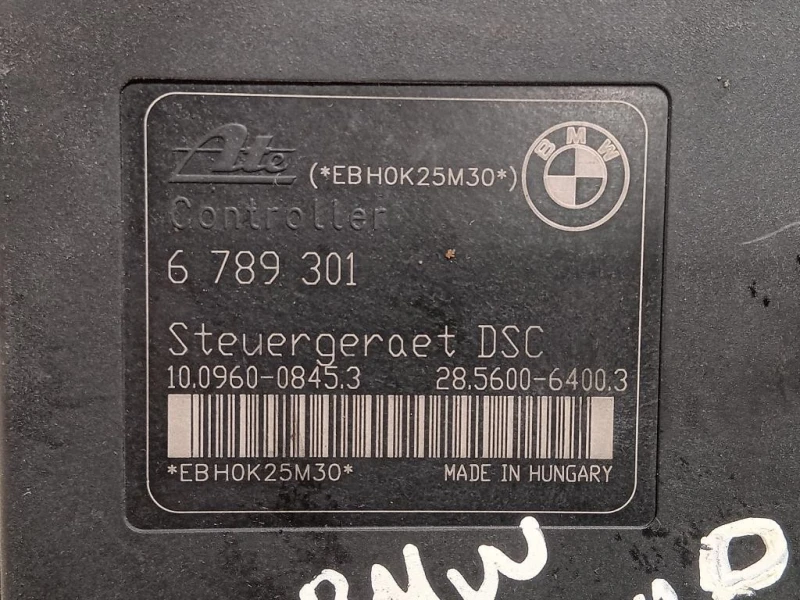 Ate (*EBH0K25M30*) BMW
Controller
6 789 301
Steuergeraet DSC
10.0960-0845.3 28.5600-6400.3
*EBH0K25M30* MADE IN HUNGARY
BMW